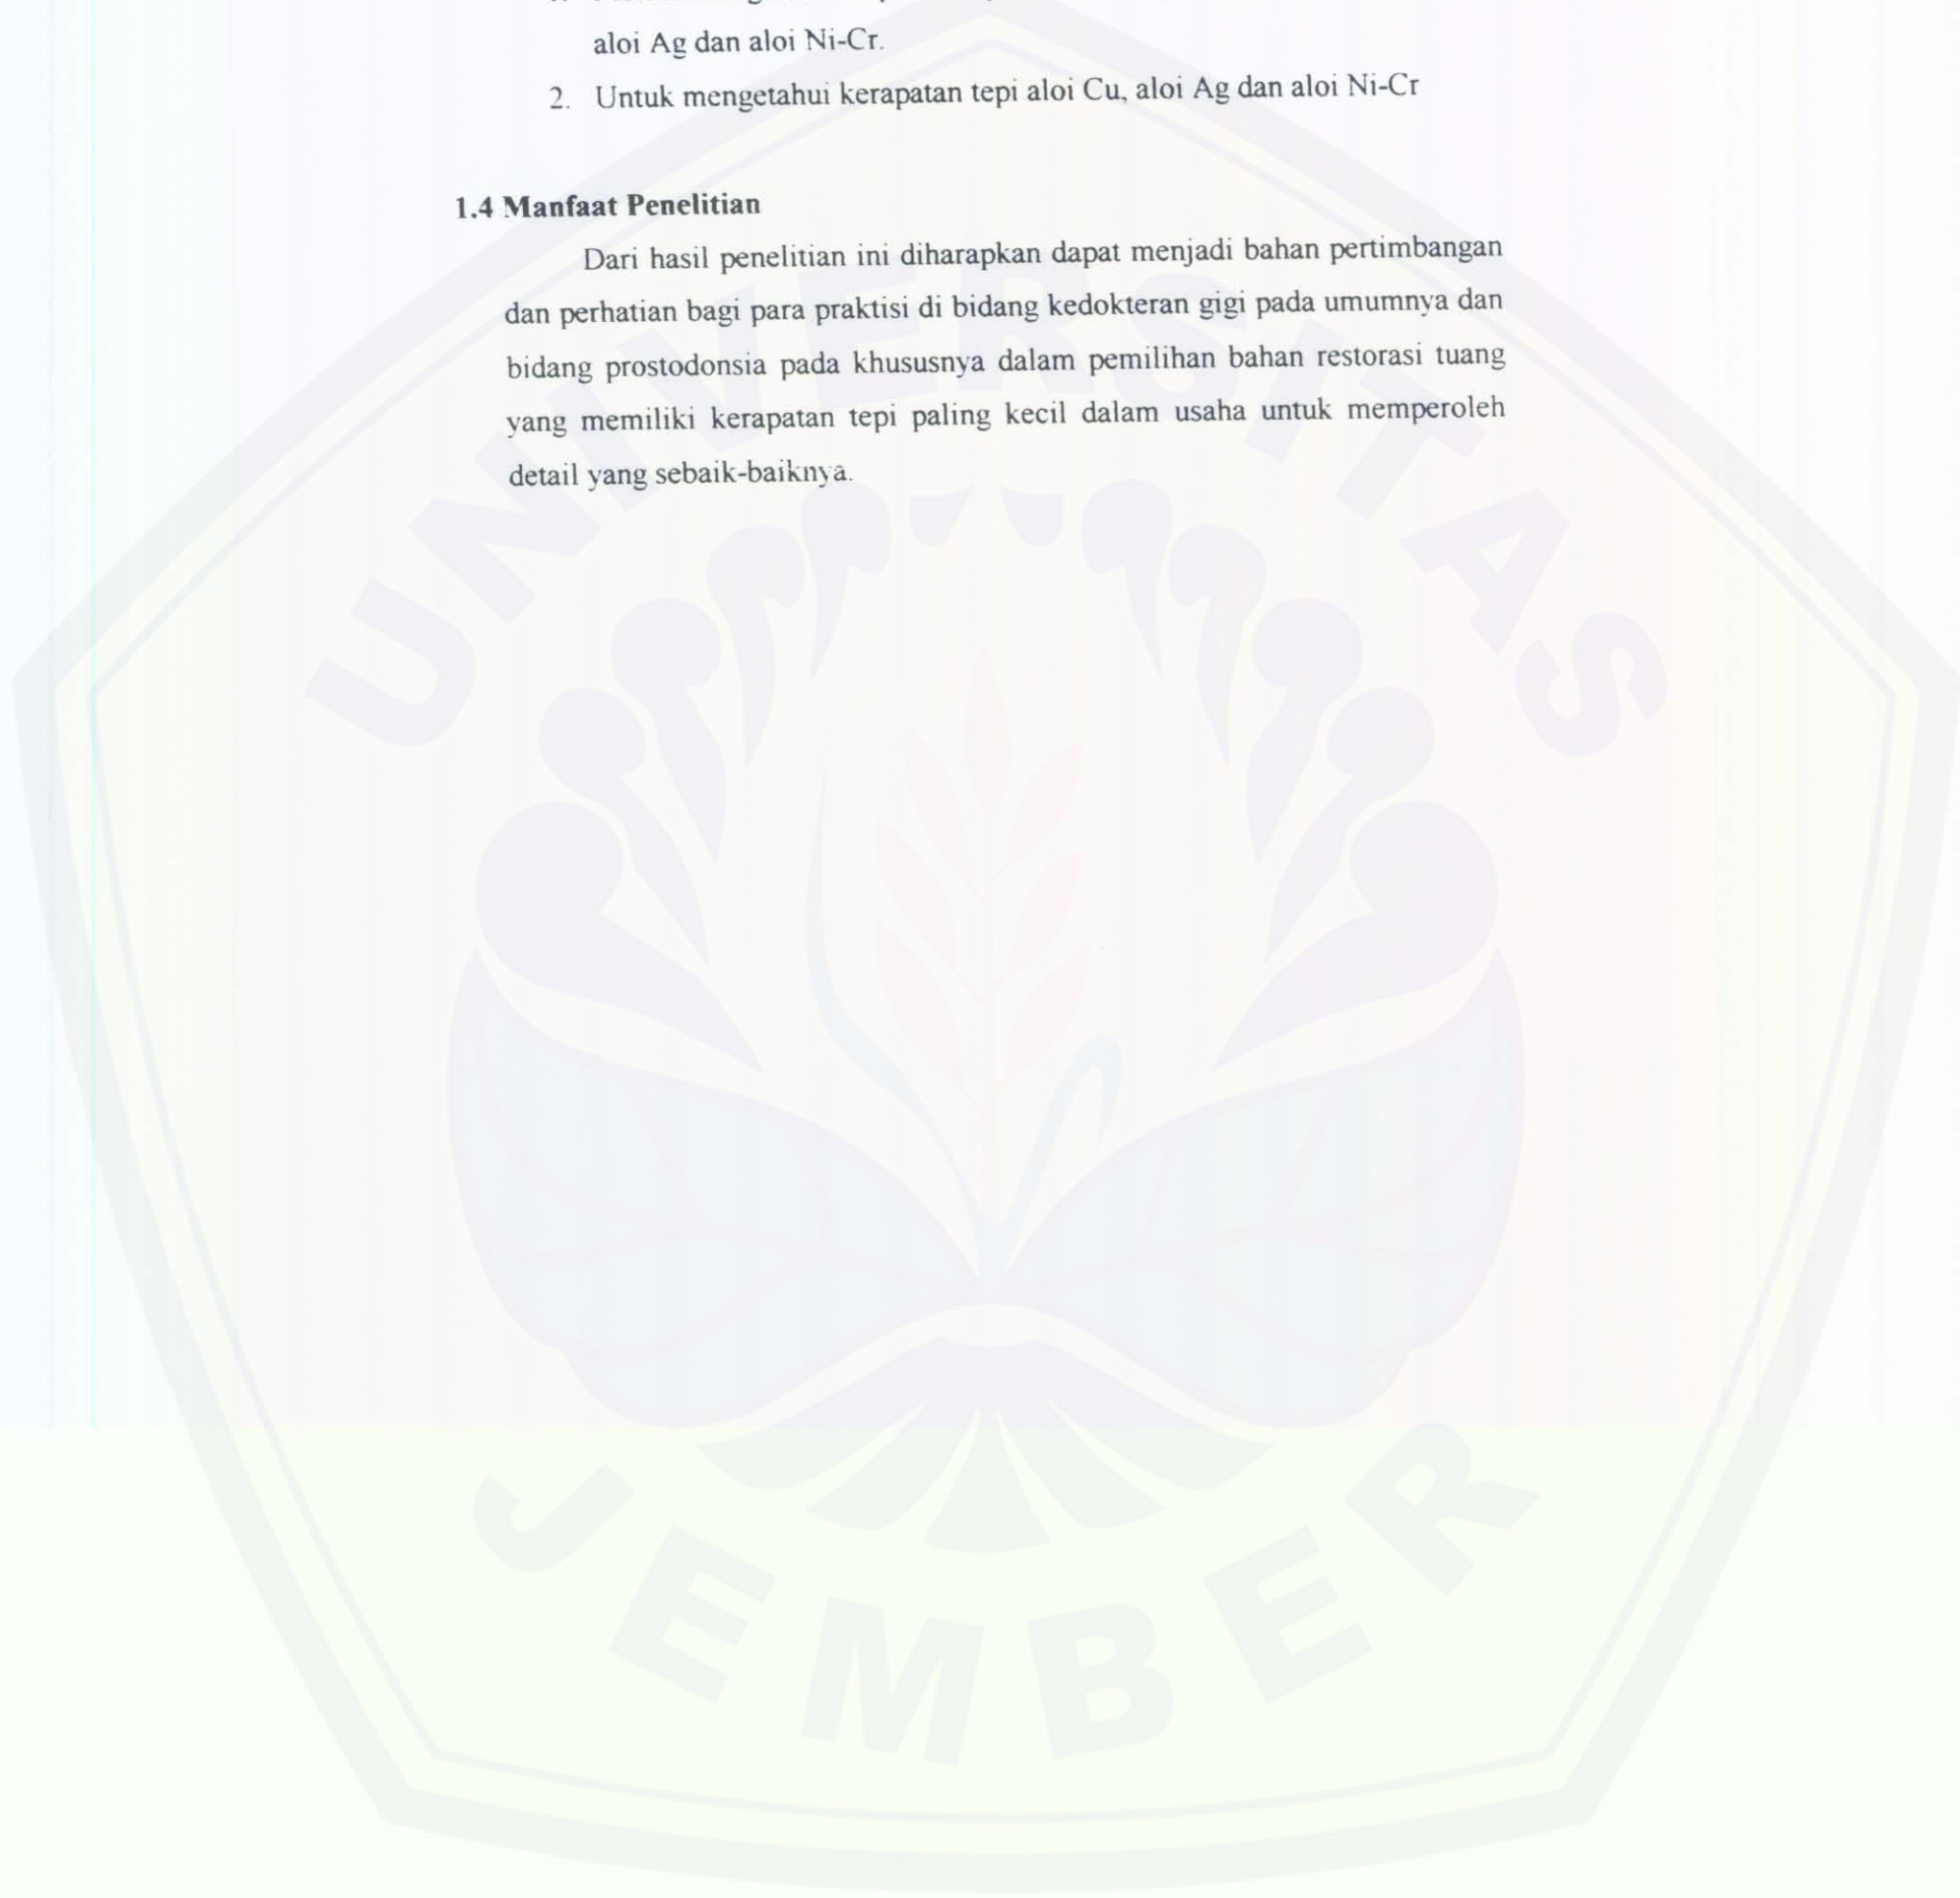 aloi Ag dan aloi Ni-Cr.
2. Untuk mengetahui kerapatan tepi aloi Cu, aloi Ag dan aloi Ni-Cr
1.4 Manfaat Penelitian
Dari hasil penelitian ini diharapkan dapat menjadi bahan pertimbangan
dan perhatian bagi para praktisi di bidang kedokteran gigi pada umumnya dan
bidang prostodonsia pada khususnya dalam pemilihan bahan restorasi tuang
yang memiliki kerapatan tepi paling kecil dalam usaha untuk memperoleh
detail yang sebaik-baiknya.
UNIVERSITAS
JEMBER